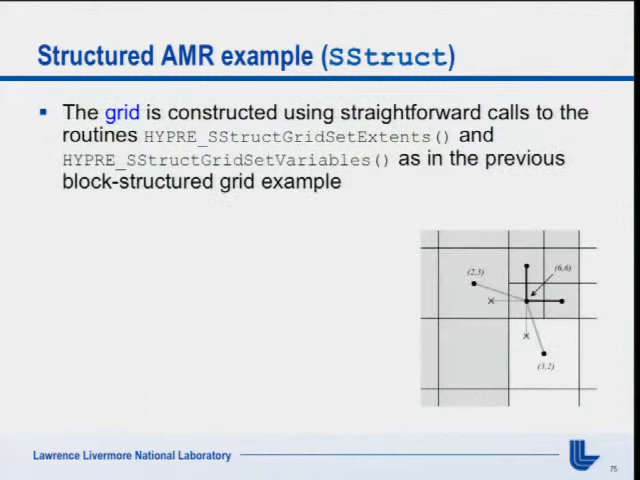 Structured AMR example (SStruct)
▪ The grid is constructed using straightforward calls to the
routines HYPRE_SStructGridSetExtents() and
HYPRE_SStructGridSetVariables() as in the previous
block-structured grid example
(2,3)
(6,6)
(3,2)
Lawrence Livermore National Laboratory
75